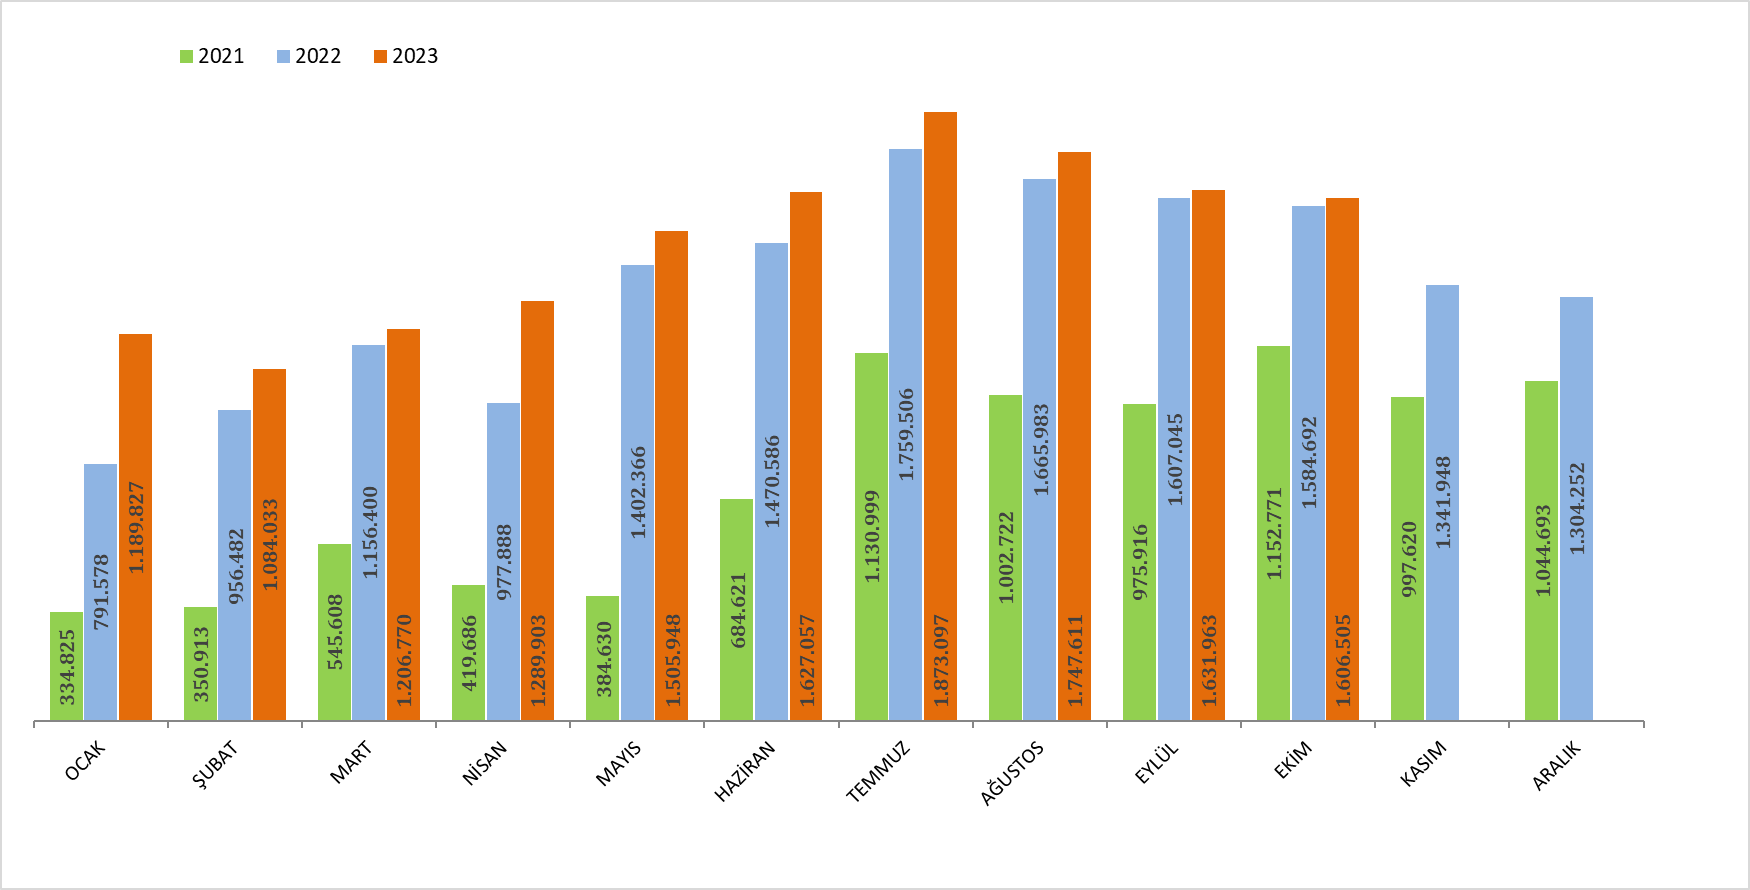 2021 2022 2023
334.825 791.578 1.189.827
350.913 956.482 1.084.033
545.608 1.156.400 1.206.770
419.686 977.888 1.289.903
384.630 1.402.366 1.505.948
684.621 1.470.586 1.627.057
1.130.999 1.759.506 1.873.097
1.002.722 1.665.983 1.747.611
975.916 1.607.045 1.631.963
1.152.771 1.584.692 1.606.505
997.620 1.341.948
1.044.693 1.304.252
OCAK ŞUBAT MART NİSAN MAYIS HAZİRAN TEMMUZ AĞUSTOS EYLÜL EKİM KASIM ARALIK